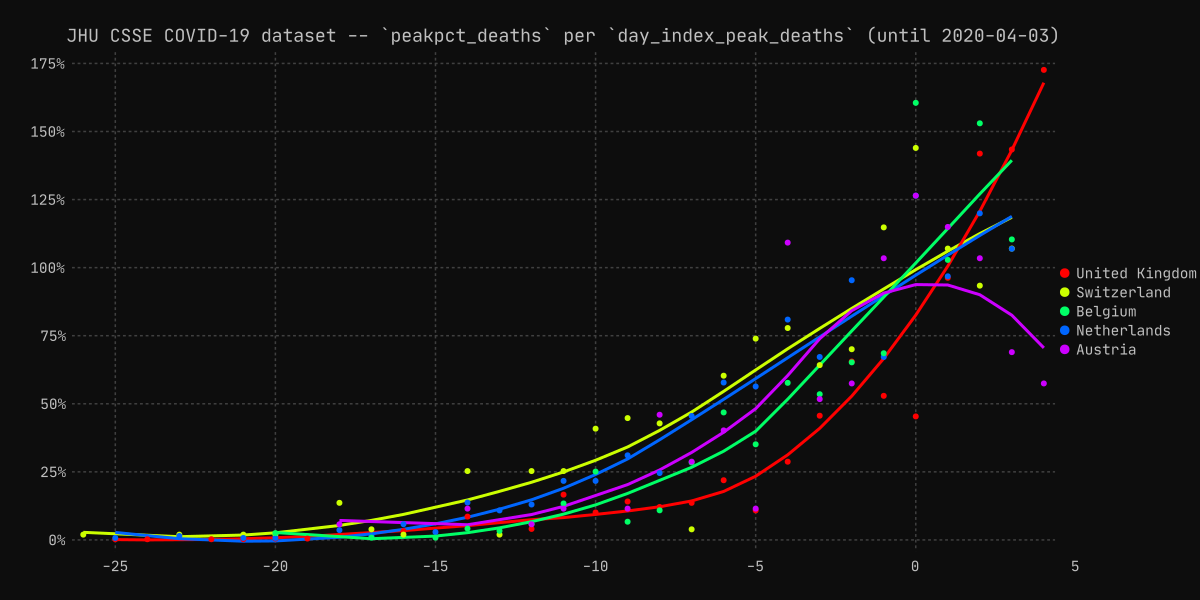 JHU CSSE COVID-19 dataset -- `peakpct_deaths` per `day_index_peak_deaths` (until 2020-04-03)
175%
150%
125%
100%
75%
50%
25%
0%
-25 -20 -15 -10 -5 0 5
United Kingdom
Switzerland
Belgium
Netherlands
Austria